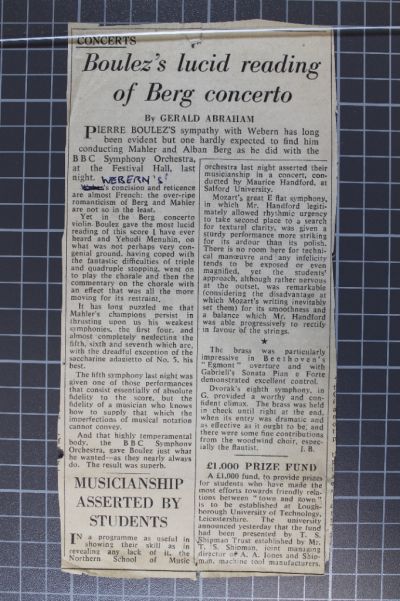 CONCERTS
Boulez's lucid reading
of Berg concerto
By GERALD ABRAHAM
PIERRE BOULEZ'S sympathy with Webern has long
been evident but one hardly expected to find him
conducting Mahler and Alban Berg as he did with the
BBC Symphony Orchestra,
at the Festival Hall, last
night.
WEBERN'S
concision and reticence
are almost French; the over-ripe
romanticism of Berg and Mahler
are not so in the least.
Yet in the Berg concerto
violin Boulez gave the most lucid
reading of this score I have ever
heard and Yehudi Menuhin, on
what was not perhaps very con-
genial ground, having coped with
the fantastic difficulties of triple
and quadruple stopping, went on
to play the chorale and then the
commentary on the chorale with
an effect that was all the more
moving for its restraint.
It has long puzzled me that
Mahler's champions persist in
thrusting upon us his weakest
symphonies, the first four, and
almost completely neglecting the
fifth, sixth and seventh which are,
with the dreadful exception of the
saccharine adagietto of No. 5, his
best.
The fifth symphony last night was
given one of those performances
that consist essentially of absolute
fidelity to the score, but the
fidelity of a musician who knows
how to supply that which the
imperfections of musical notation
cannot convey.
And that highly temperamental
body, the BBC Symphony
Orchestra, gave Boulez just what
he wanted—as they nearly always
do. The result was superb.
MUSICIANSHIP
ASSERTED BY
STUDENTS
IN a programme as useful in
showing their skill as in
revealing any lack of it, the
Northern School of Music
orchestra last night asserted their
musicianship in a concert, con-
ducted by Maurice Handford, at
Salford University.
Mozart's great E flat symphony,
in which Mr. Handford legiti-
mately allowed rhythmic urgency
to take second place to a search
for textural clarity, was given a
sturdy performance more striking
for its ardour than its polish.
There is no room here for techni-
cal manœuvre and any infelicity
tends to be exposed or even
magnified, yet the students'
approach, although rather nervous
at the outset, was remarkable
considering the disadvantage at
which Mozart's writing inevitably
set them) for its smoothness and
a balance which Mr. Handford
was able progressively to rectify
in favour of the strings.
★
The brass was particularly
impressive in Beethoven's
"Egmont" overture and with
Gabrieli's Sonata Pian e Forte
demonstrated excellent control.
Dvorak's eighth symphony, in
G, provided a worthy and con-
fident climax. The brass was held
in check until right at the end,
when its entry was dramatic and
as effective as it ought to be, and
there were some fine contributions
from the woodwind choir, espec-
ially the flautist. J. B.
£1,000 PRIZE FUND
A £1,000 fund, to provide prizes
for students who have made the
most efforts towards friendly rela-
tions between "town and gown,"
is to be established at Lough-
borough University of Technology,
Leicestershire. The university
announced yesterday that the fund
had been presented by T. S.
Shipman Trust established by Mr.
T. S. Shipman, joint managing
director of A. A. Jones and Ship-
man, machine tool manufacturers.